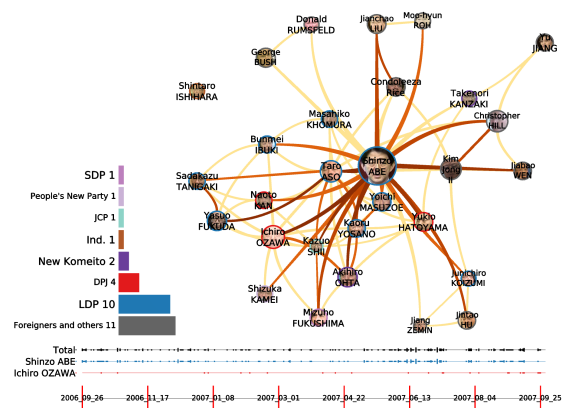 Donald
RUMSFELD
Jianchao
LIU
Moo-hyun
ROH
Yu
JIANG
George
BUSH
Shintaro
ISHIHARA
Condoleeza
Rice
Takenori
KANZAKI
Masahiko
KHOMURA
Christopher
HILL
Bunmei
IBUKI
Taro
ASO
Shinzo
ABE
Kim
Jong
Il
Jiabao
WEN
Sadakazu
TANIGAKI
Naoto
KAN
Yoichi
MASUZOE
Yasuo
FUKUDA
Yukio
HATOYAMA
Kaoru
YOSANO
Ichiro
OZAWA
Kazuo
SHII
Akihiro
OHTA
Junichiro
KOIZUMI
Shizuka
KAMEI
Mizuho
FUKUSHIMA
Jiang
ZEMIN
Jintao
HU
SDP 1
People's New Party 1
JCP 1
Ind. 1
New Komeito 2
DPJ 4
LDP 10
Foreigners and others 11
Total
Shinzo ABE
Ichiro OZAWA
2006_09_26 2006_11_17 2007_01_08 2007_03_01 2007_04_22 2007_06_13 2007_08_04 2007_09_25